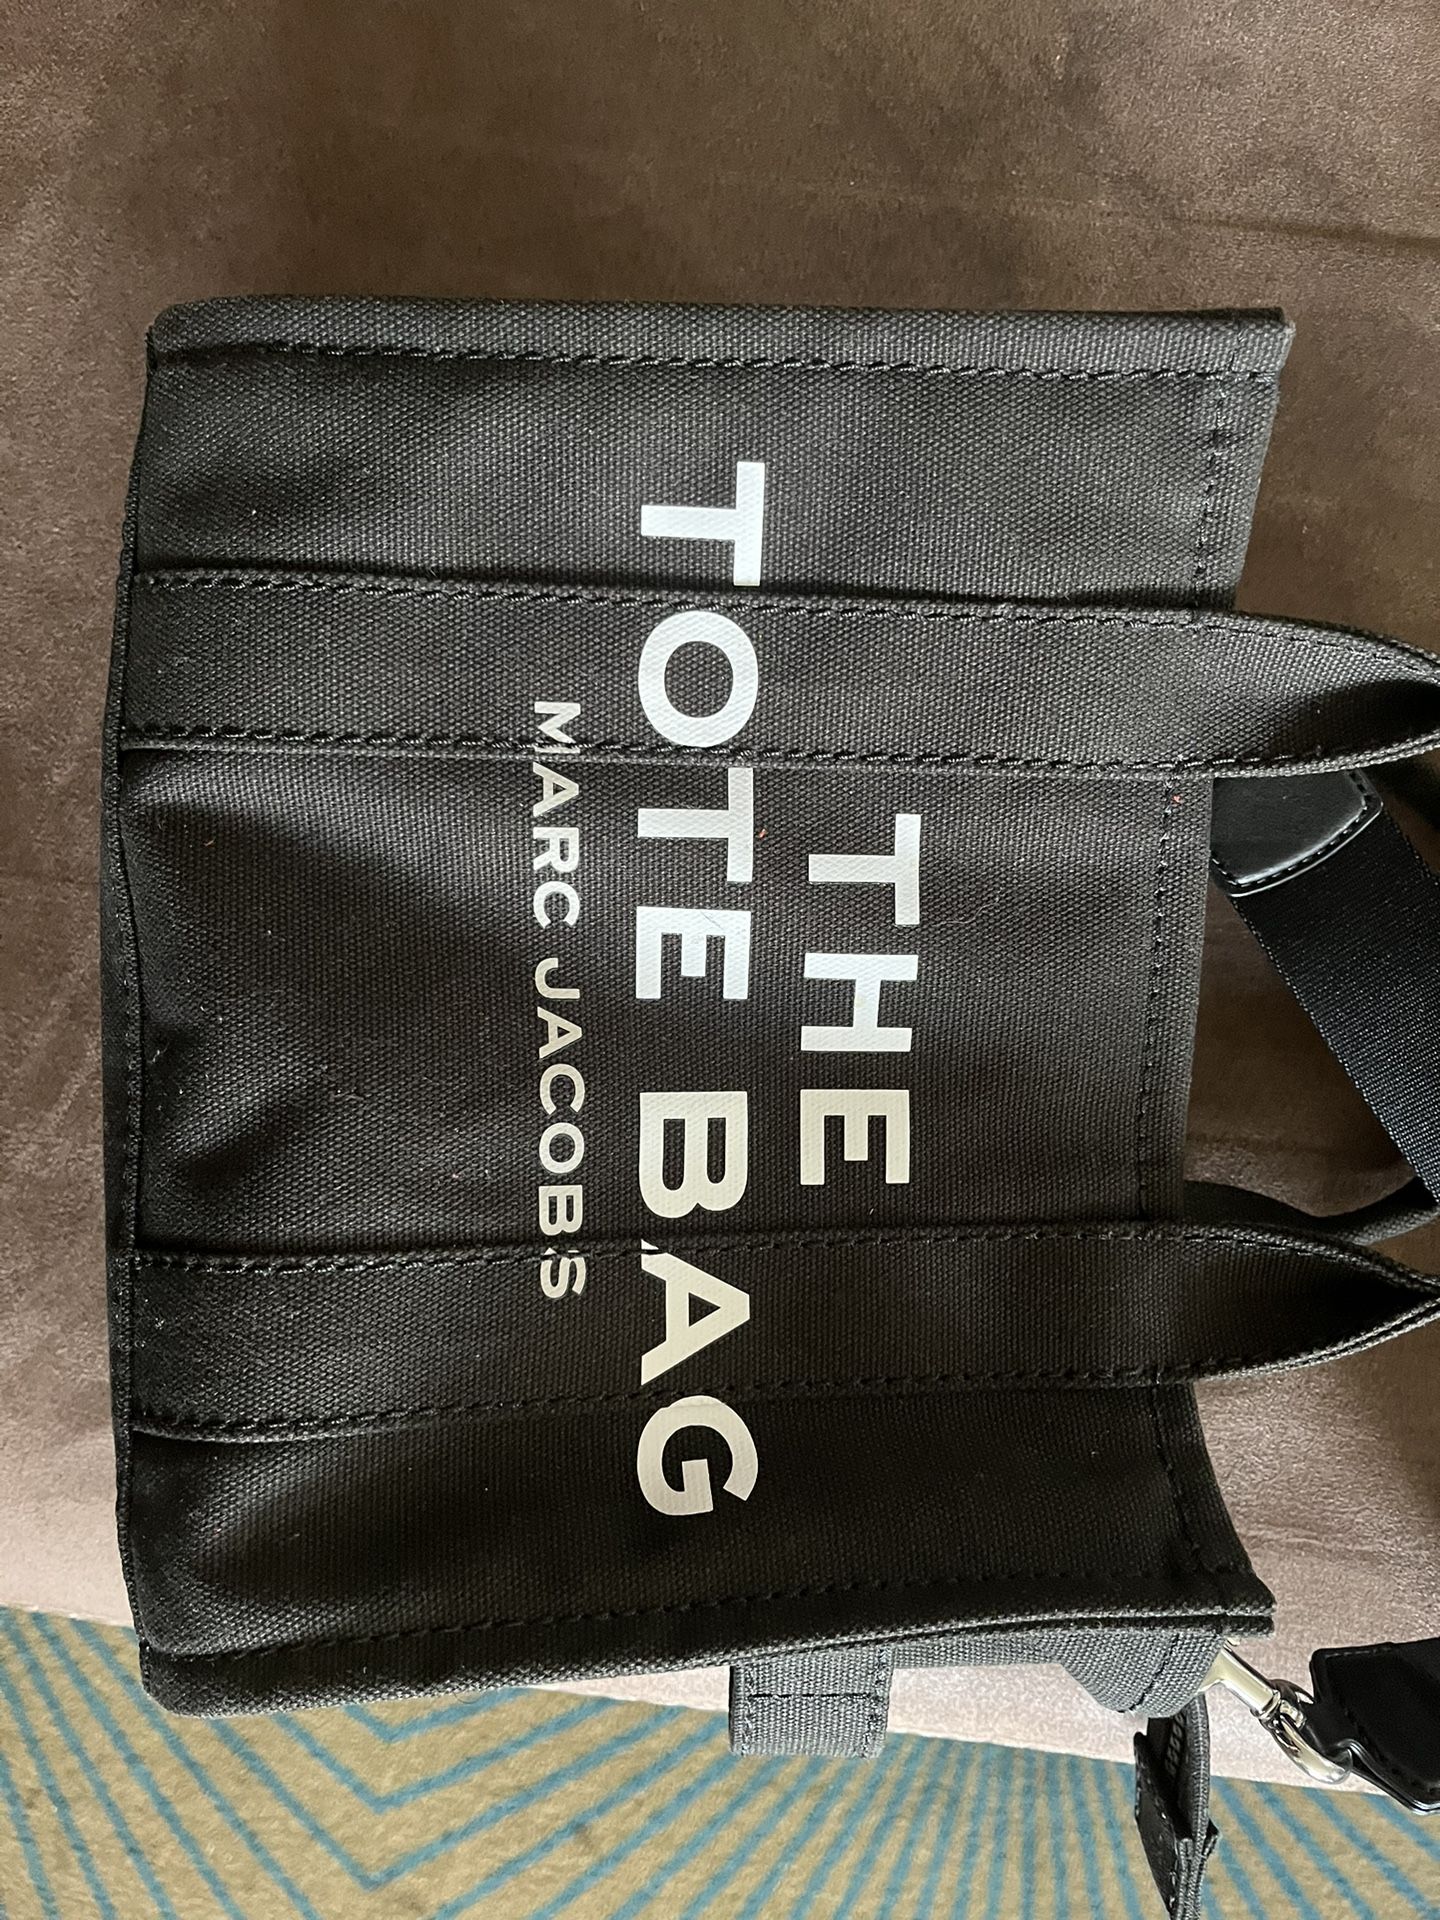 THE
TOTE BAG
MARC JACOBS